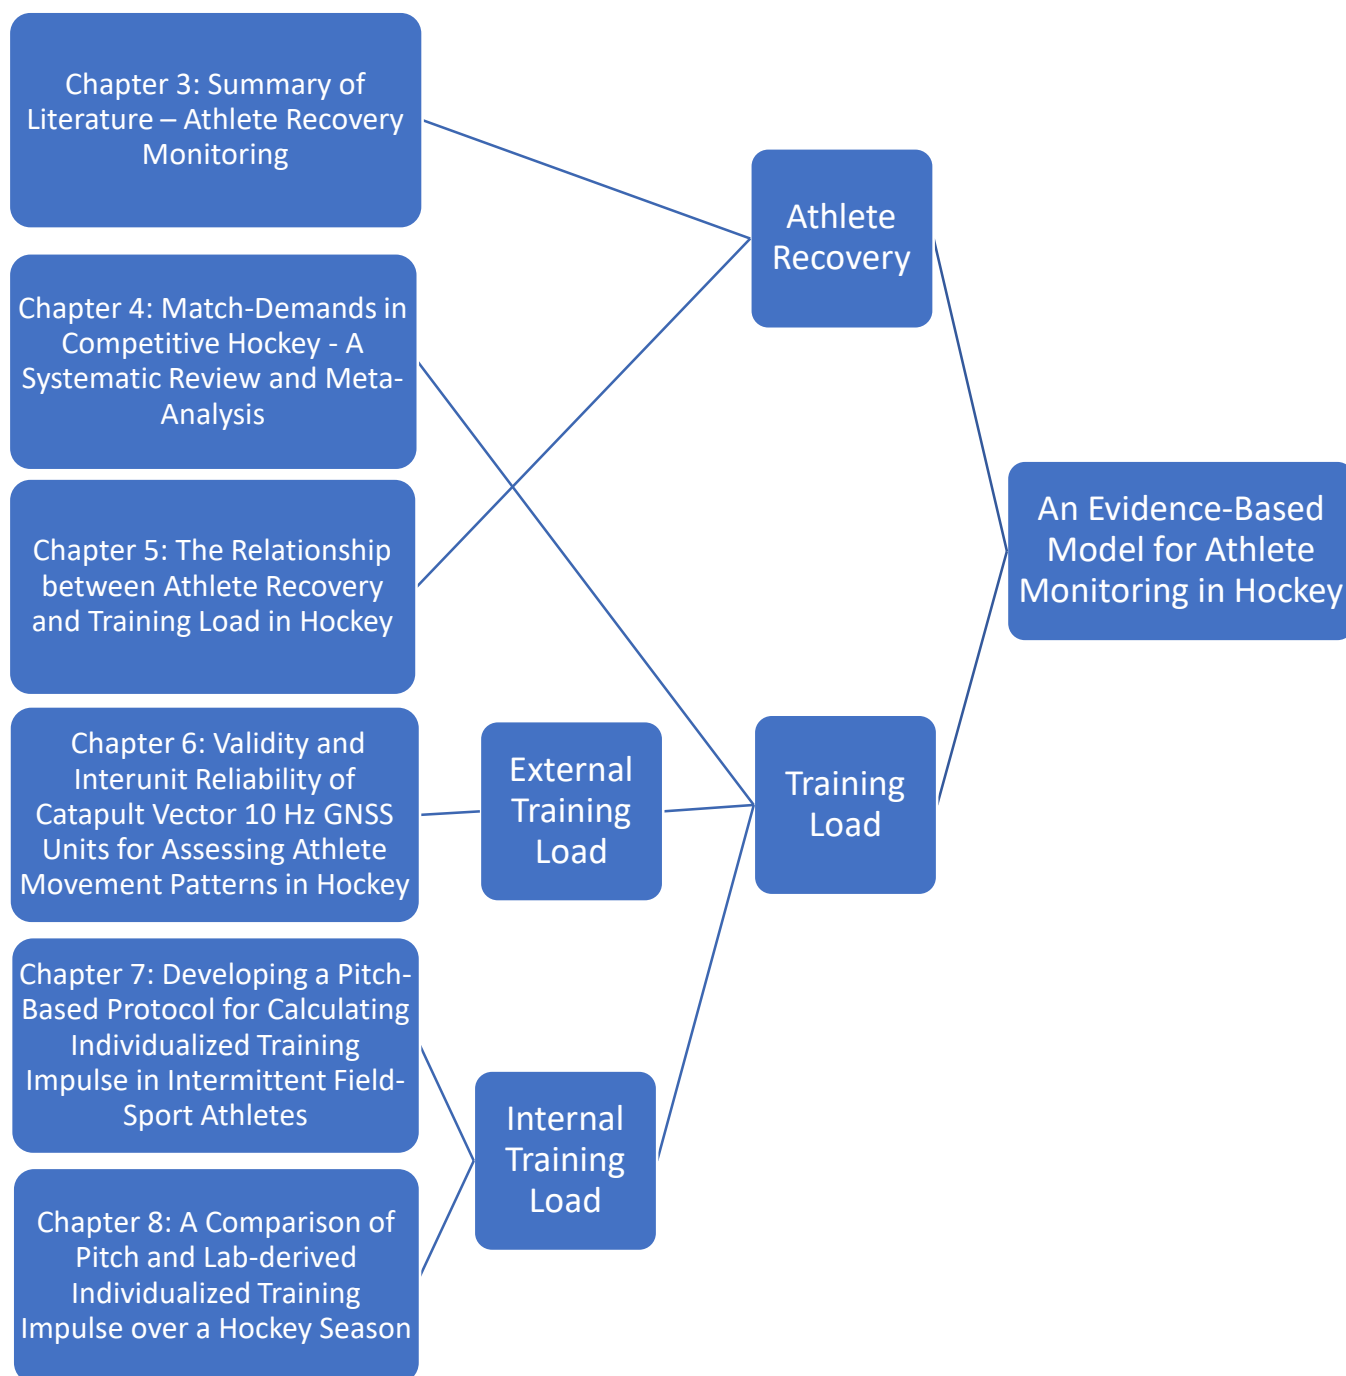 Chapter 3: Summary of
Literature – Athlete Recovery
Monitoring
Chapter 4: Match-Demands in
Competitive Hockey - A
Systematic Review and Meta-
Analysis
Chapter 5: The Relationship
between Athlete Recovery
and Training Load in Hockey
Chapter 6: Validity and
Interunit Reliability of
Catapult Vector 10 Hz GNSS
Units for Assessing Athlete
Movement Patterns in Hockey
Chapter 7: Developing a Pitch-
Based Protocol for Calculating
Individualized Training
Impulse in Intermittent Field-
Sport Athletes
Chapter 8: A Comparison of
Pitch and Lab-derived
Individualized Training
Impulse over a Hockey Season
External
Training
Load
Internal
Training
Load
Athlete
Recovery
Training
Load
An Evidence-Based
Model for Athlete
Monitoring in Hockey